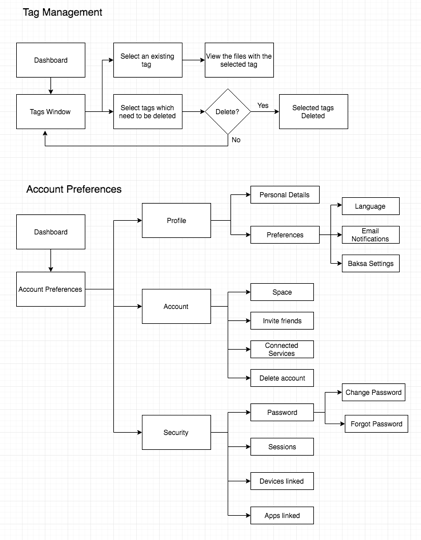 Tag Management
Dashboard
Select an existing
tag
View the files with the
selected tag
Tags Window
Select tags which
need to be deleted
Delete?
Yes
Selected tags
Deleted
No
Account Preferences
Dashboard
Account Preferences
Profile
Personal Details
Preferences
Language
Email
Notifications
Baksa Settings
Account
Space
Invite friends
Connected
Services
Delete account
Security
Password
Change Password
Forgot Password
Sessions
Devices linked
Apps linked